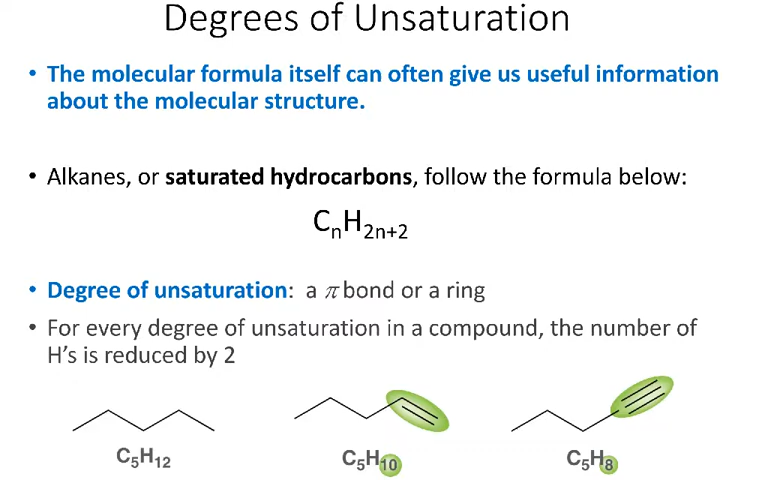 Degrees of Unsaturation
• The molecular formula itself can often give us useful information
about the molecular structure.
• Alkanes, or saturated hydrocarbons, follow the formula below:
CₙH₂ₙ₊₂
• Degree of unsaturation: a π bond or a ring
• For every degree of unsaturation in a compound, the number of
H's is reduced by 2
C₅H₁₂ C₅H₁₀ C₅H₈